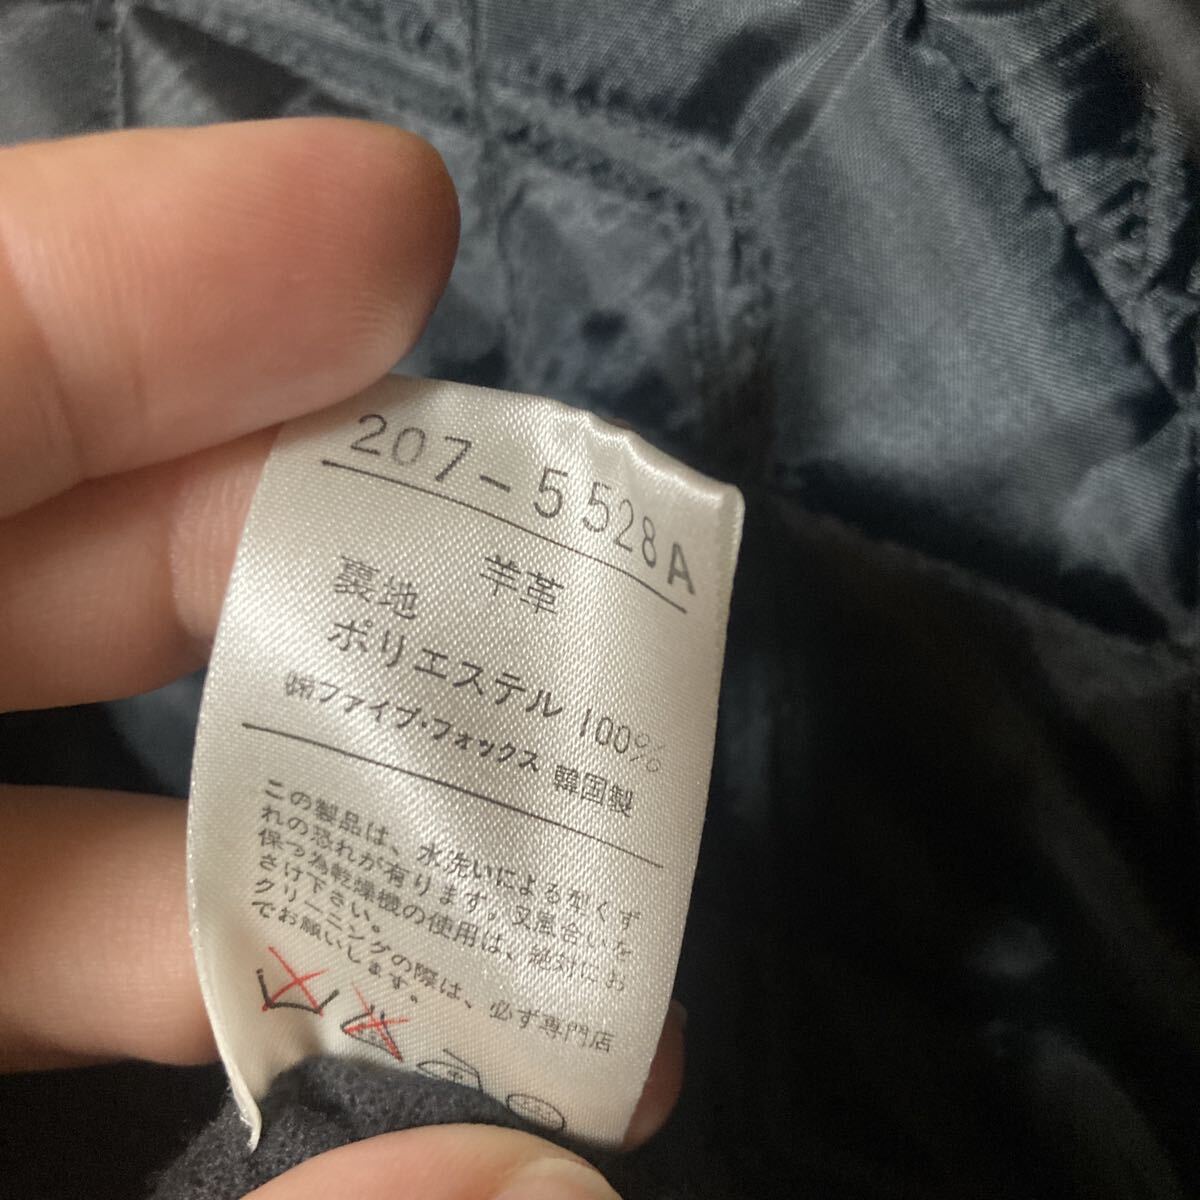 207-5528A
羊革
裏地
ポリエステル 100%
㈱ファイブ・フォックス 韓国製
この製品は、水洗いによる型くず
れの恐れが有ります。又風合いを
保つ為乾燥機の使用は、絶対にお
さけ下さい。
クリーニングの際は、必ず専門店
でお願いします。